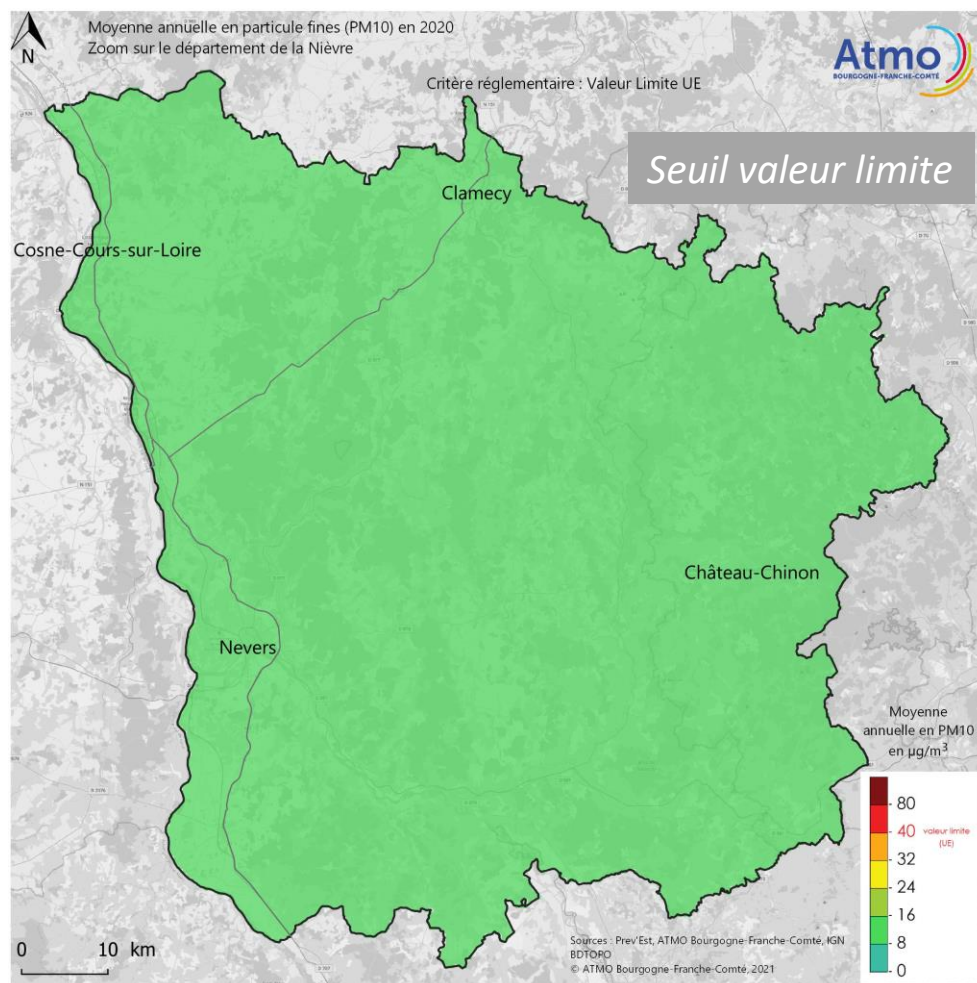 Moyenne annuelle en particule fines (PM10) en 2020
Zoom sur le département de la Nièvre
N
Atmo
BOURGOGNE-FRANCHE-COMTÉ
Critère réglementaire : Valeur Limite UE
Seuil valeur limite
Clamecy
Cosne-Cours-sur-Loire
Château-Chinon
Nevers
Moyenne
annuelle en PM10
en µg/m³
80
40 valeur limite
(UE)
32
24
16
8
0
0 10 km
Sources : Prev'Est, ATMO Bourgogne-Franche-Comté, IGN
BDTOPO
© ATMO Bourgogne-Franche-Comté, 2021